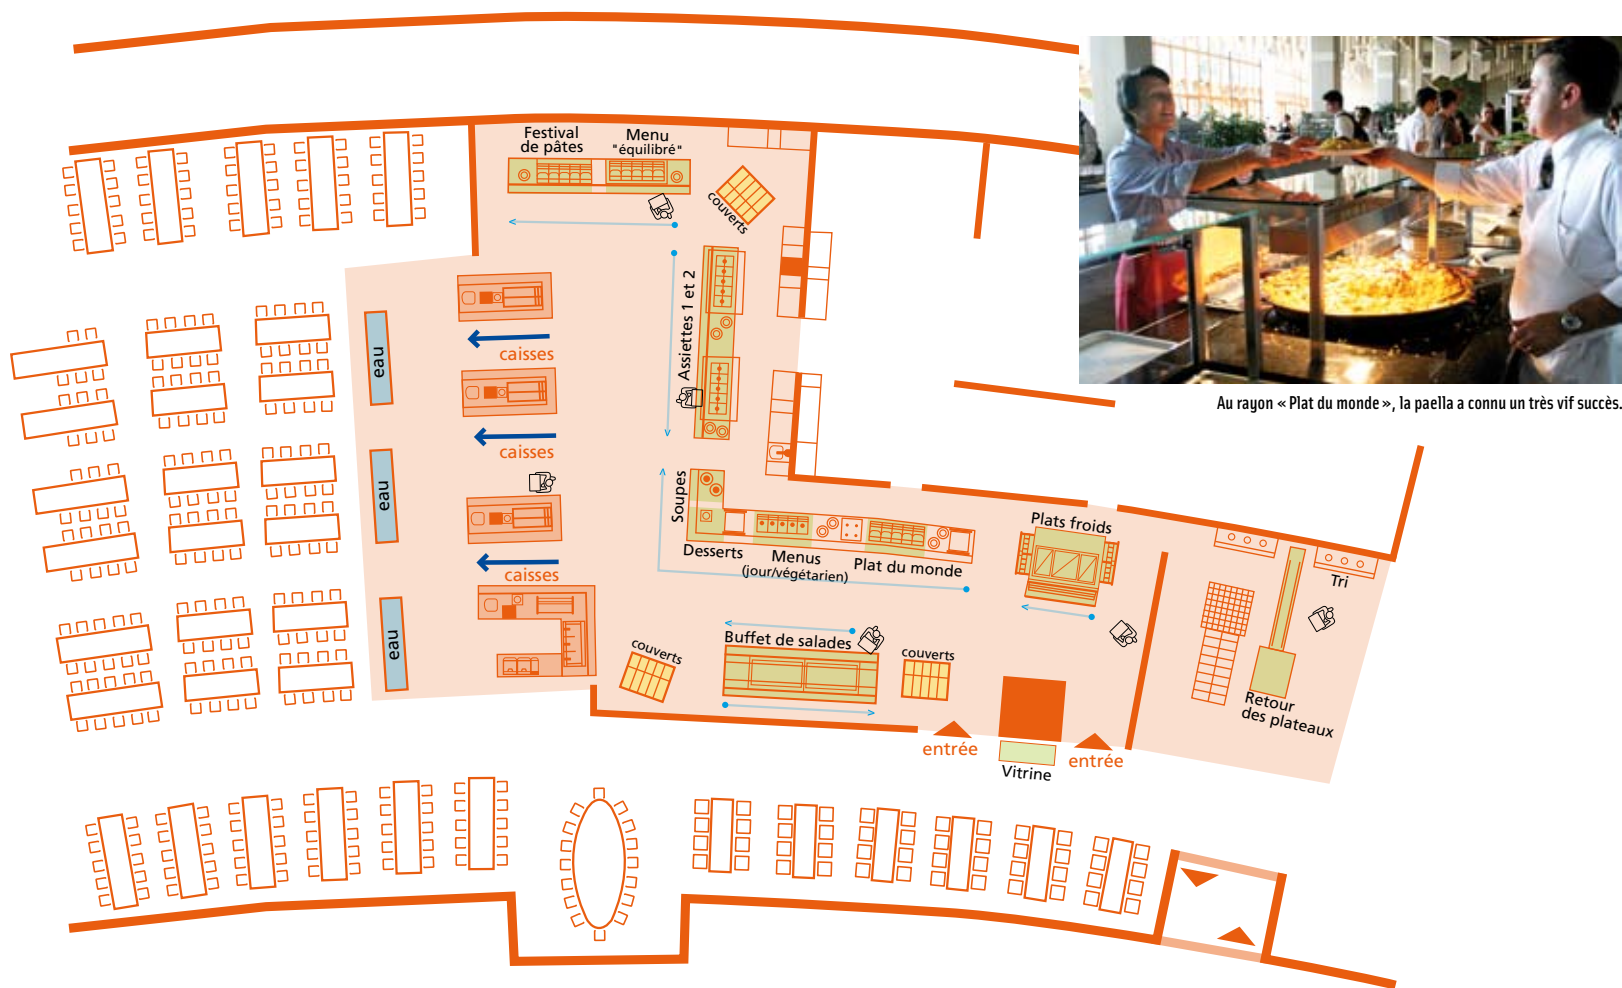 Festival
de pâtes
Menu
"équilibré"
couverts
Assiettes 1 et 2
eau
caisses
caisses
eau
caisses
eau
Soupes
Desserts
Menus
(jour/végétarien)
Plat du monde
Plats froids
Tri
Buffet de salades
couverts
couverts
Retour
des plateaux
entrée
Vitrine
entrée
Au rayon « Plat du monde », la paella a connu un très vif succès.